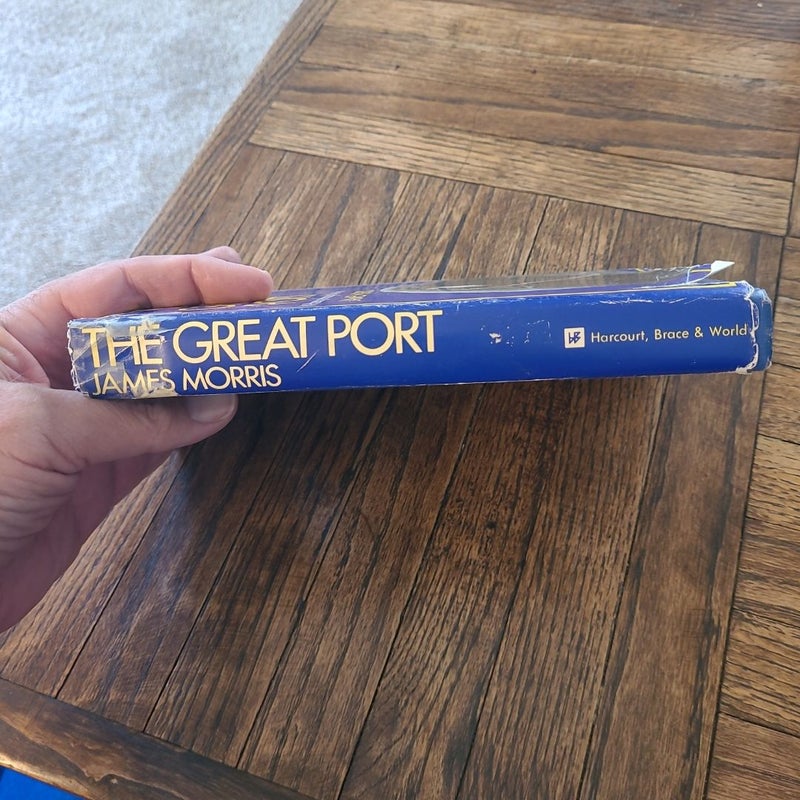 THE GREAT PORT
JAMES MORRIS
Harcourt, Brace & World